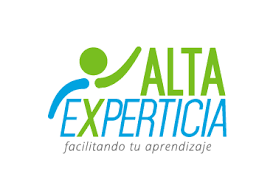 ALTA
EXPERTICIA
facilitando tu aprendizaje